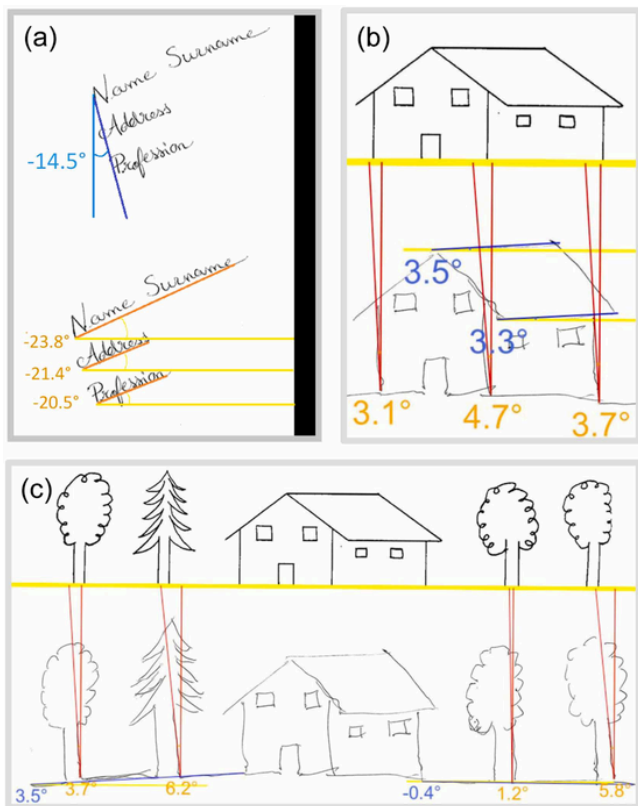 (a)
Name Surname
Address
Profession
-14.5°
Name Surname
Address
Profession
-23.8°
-21.4°
-20.5°
(b)
3.5°
3.3°
3.1°
4.7°
3.7°
(c)
3.5°
3.7°
6.2°
-0.4°
1.2°
5.8°